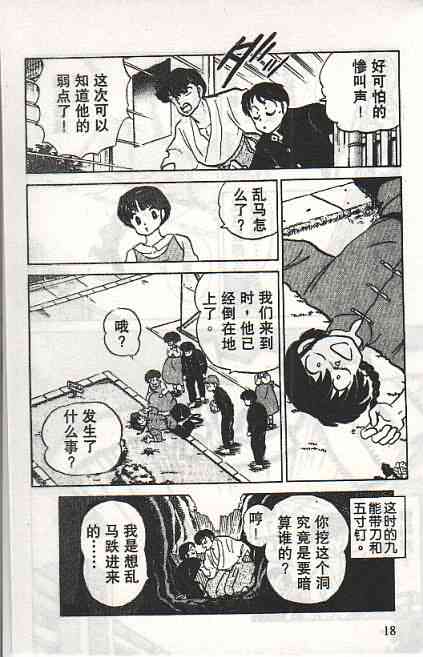 好可怕的
惨叫声！
这次可以
知道他的
弱点了！
乱马怎
么了？
我们来到
时，他已
经倒在地
上了。
哦？
发生了
什么事？
这时的九
能带刀和
五寸钉。
你挖这个洞
究竟是要暗
算谁的？
哼！
我是想乱
马跌进来
的……
18